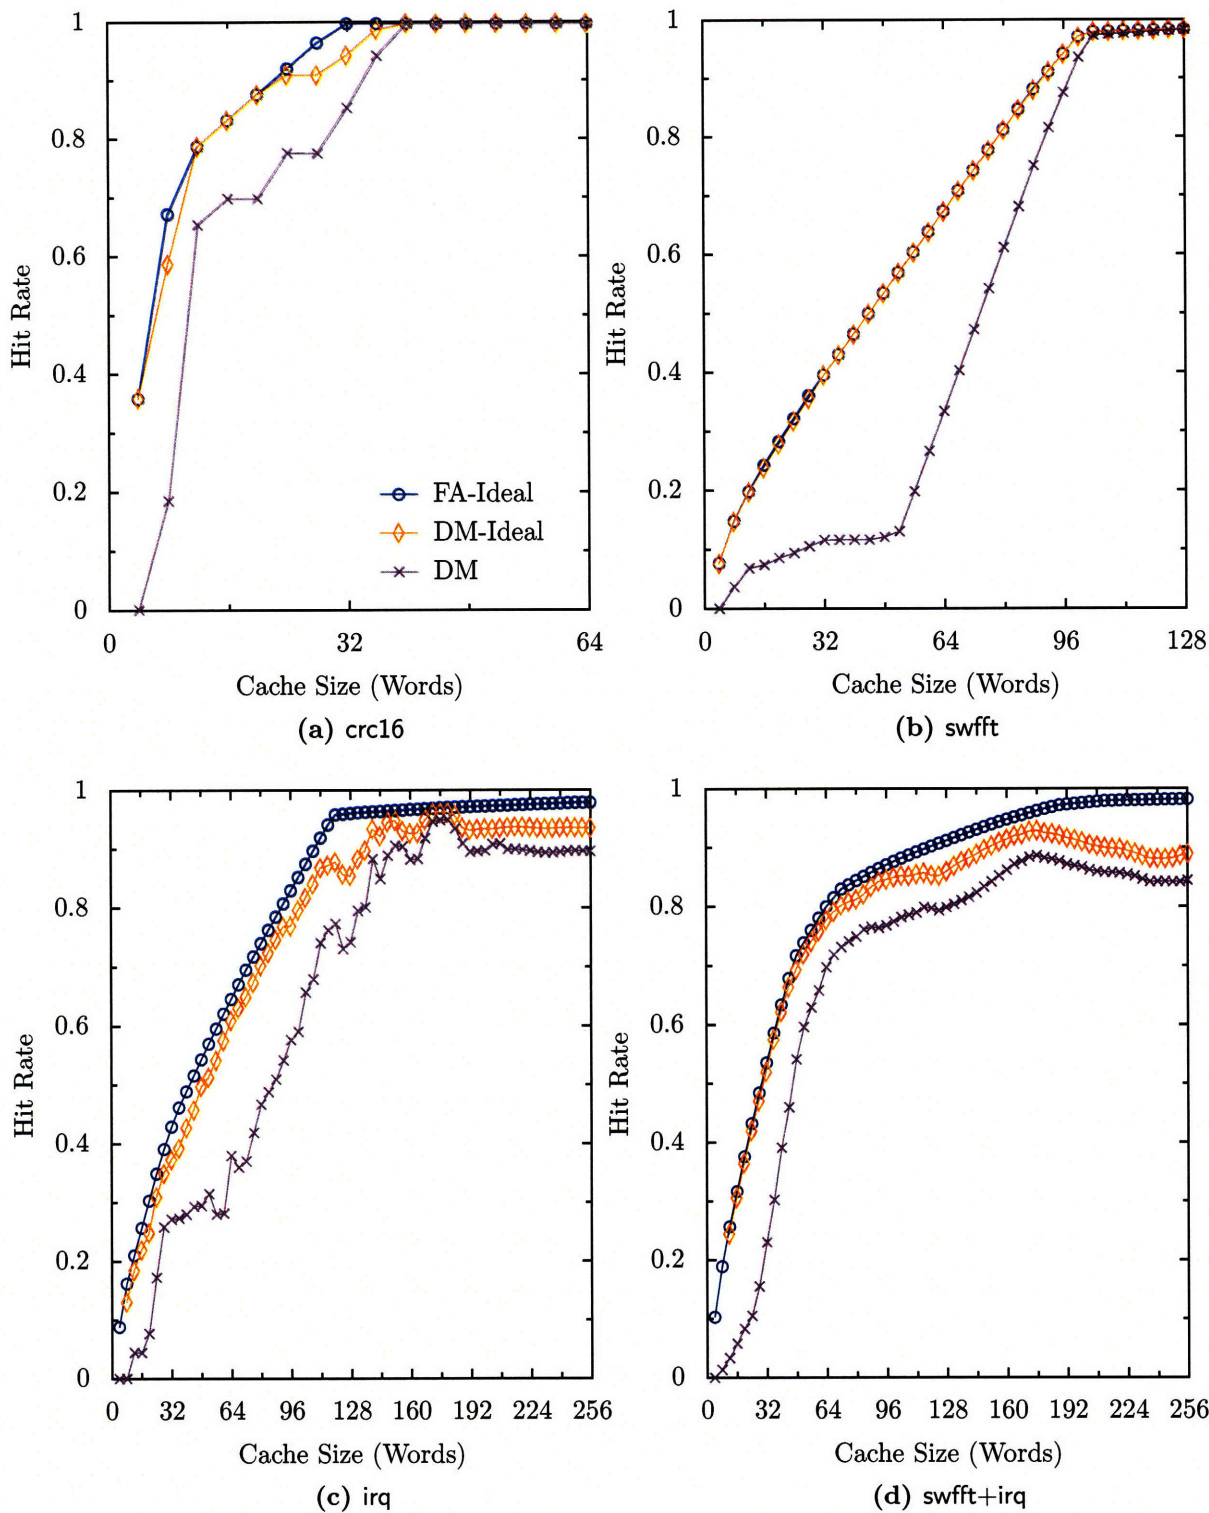 1
0.8
0.6
0.4
0.2
0
Hit Rate
FA-Ideal
DM-Ideal
DM
0 32 64
Cache Size (Words)
(a) crc16
1
0.8
0.6
0.4
0.2
0
Hit Rate
0 32 64 96 128
Cache Size (Words)
(b) swfft
1
0.8
0.6
0.4
0.2
0
Hit Rate
0 32 64 96 128 160 192 224 256
Cache Size (Words)
(c) irq
1
0.8
0.6
0.4
0.2
0
Hit Rate
0 32 64 96 128 160 192 224 256
Cache Size (Words)
(d) swfft+irq